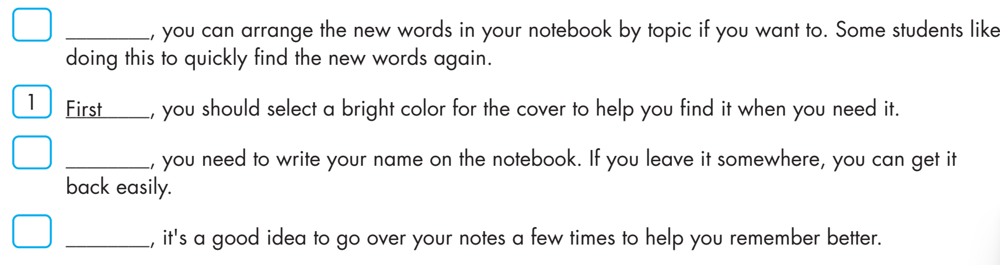 ________, you can arrange the new words in your notebook by topic if you want to. Some students like
doing this to quickly find the new words again.
1 First____, you should select a bright color for the cover to help you find it when you need it.
________, you need to write your name on the notebook. If you leave it somewhere, you can get it
back easily.
________, it's a good idea to go over your notes a few times to help you remember better.